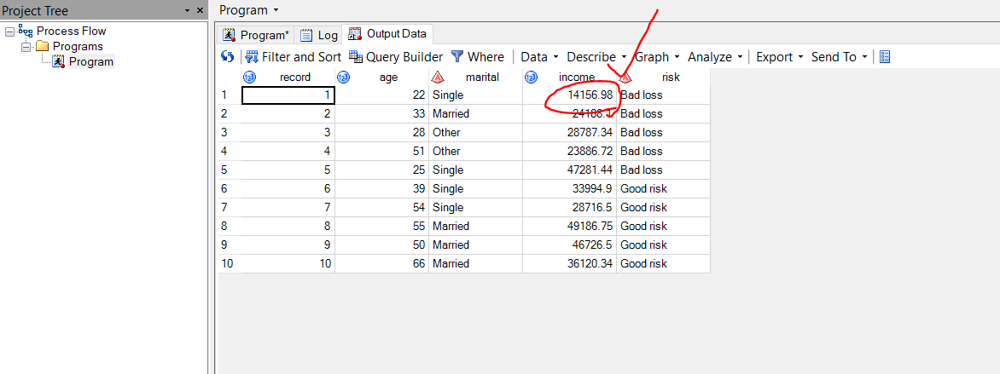 Project Tree
Program
Process Flow
Programs
Program
Program* Log Output Data
Filter and Sort Query Builder Where Data Describe Graph Analyze Export Send To
record age marital income risk
1 1 22 Single 14156.98 Bad loss
2 2 33 Married 24188.1 Bad loss
3 3 28 Other 28787.34 Bad loss
4 4 51 Other 23886.72 Bad loss
5 5 25 Single 47281.44 Bad loss
6 6 39 Single 33994.9 Good risk
7 7 54 Single 28716.5 Good risk
8 8 55 Married 49186.75 Good risk
9 9 50 Married 46726.5 Good risk
10 10 66 Married 36120.34 Good risk